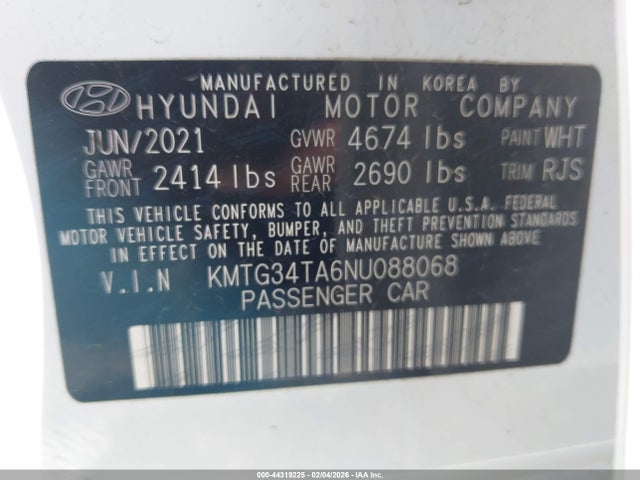 MANUFACTURED IN KOREA BY
HYUNDAI MOTOR COMPANY
JUN/2021 GVWR 4674 lbs PAINT WHT
GAWR FRONT 2414 lbs GAWR REAR 2690 lbs TRIM RJS
THIS VEHICLE CONFORMS TO ALL APPLICABLE U.S.A. FEDERAL
MOTOR VEHICLE SAFETY, BUMPER, AND THEFT PREVENTION STANDARDS
IN EFFECT ON THE DATE OF MANUFACTURE SHOWN ABOVE.
V.I.N KMTG34TA6NU088068
PASSENGER CAR
000-44319225 - 02/04/2026 - IAA, Inc.